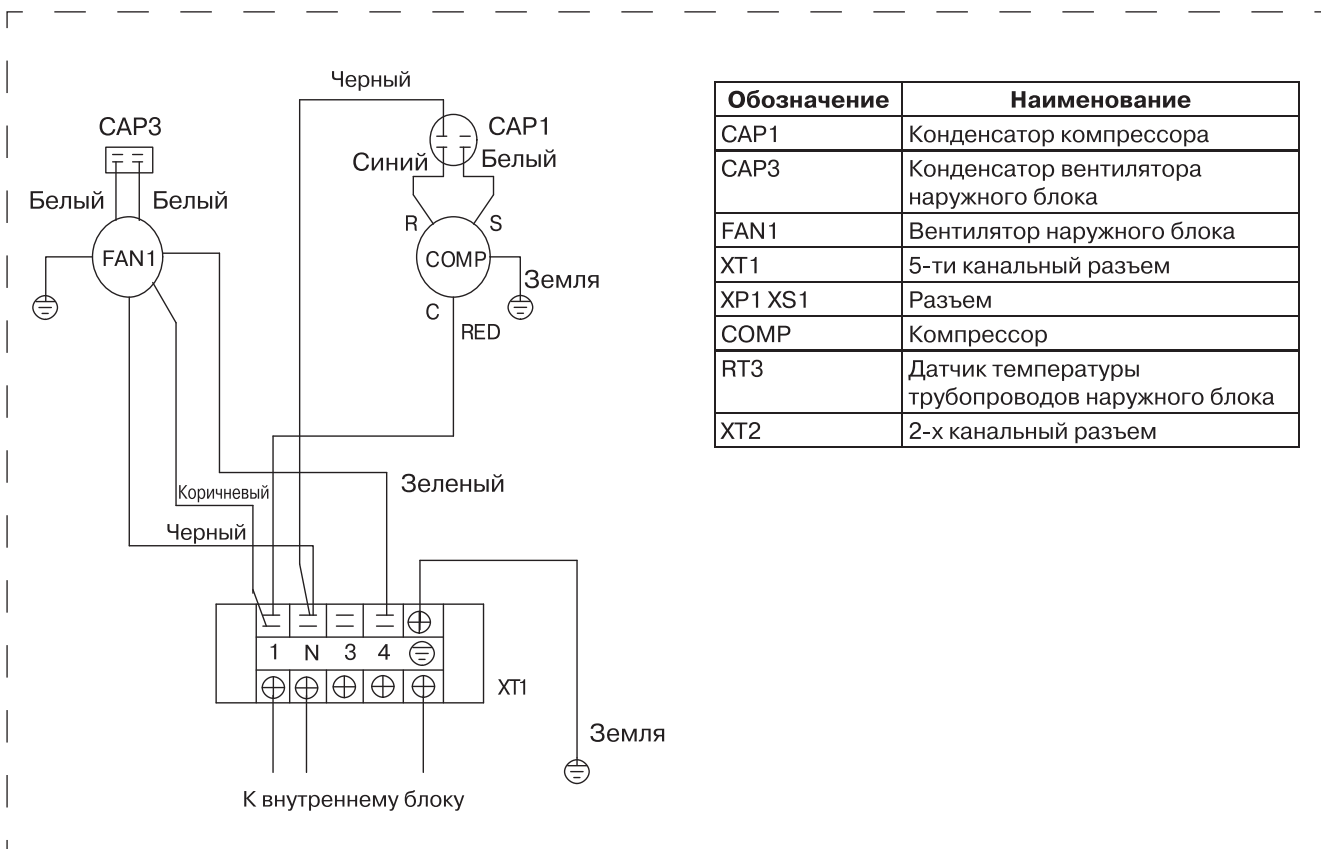 Черный
CAP3
CAP1
Синий
Белый
Белый
Белый
R
S
FAN1
COMP
Земля
C
RED
Коричневый
Зеленый
Черный
1 N 3 4
XT1
Земля
К внутреннему блоку
Обозначение Наименование
CAP1 Конденсатор компрессора
CAP3 Конденсатор вентилятора
наружного блока
FAN1 Вентилятор наружного блока
XT1 5-ти канальный разъем
XP1 XS1 Разъем
COMP Компрессор
RT3 Датчик температуры
трубопроводов наружного блока
XT2 2-х канальный разъем